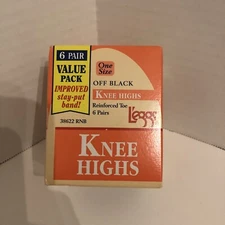 6 PAIR
VALUE
PACK
IMPROVED
stay-put
band!
One
Size
OFF BLACK
KNEE HIGHS
Reinforced Toe
6 Pairs
L'eggs
38622 RNB
KNEE
HIGHS